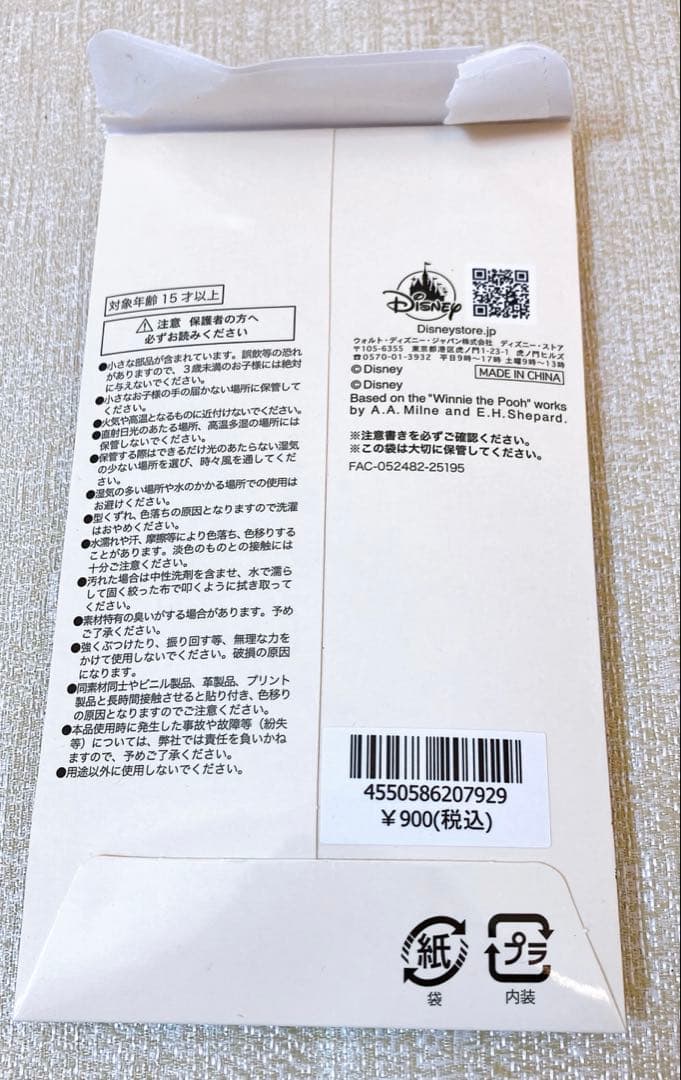 対象年齢 15才以上
注意 保護者の方へ
必ずお読みください
●小さな部品が含まれています。誤飲等の恐れ
がありますので、3歳未満のお子様には絶対
に与えないでください。
●小さなお子様の手の届かない場所に保管して
ください。
●火気や高温となるものに近付けないでください。
●直射日光のあたる場所、高温多湿の場所には
保管しないでください。
●保管する際はできるだけ光のあたらない湿気
の少ない場所を選び、時々風を通してくだ
さい。
●湿気の多い場所や水のかかる場所での使用は
お避けください。
●型くずれ、色落ちの原因となりますので洗濯
はおやめください。
●水濡れや汗、摩擦等により色落ち、色移りする
ことがあります。淡色のものとの接触には
十分ご注意ください。
●汚れた場合は中性洗剤を含ませ、水で濡ら
して固く絞った布で叩くように拭き取って
ください。
●素材特有の臭いがする場合があります。予め
ご了承ください。
●強くぶつけたり、振り回す等、無理な力を
かけて使用しないでください。破損の原因
になります。
●同素材同士やビニル製品、革製品、プリント
製品と長時間接触させると貼り付き、色移り
の原因となりますのでご注意ください。
●本品使用時に発生した事故や故障等（紛失
等）については、弊社では責任を負いかね
ますので、予めご了承ください。
●用途以外に使用しないでください。
Disney
Disneystore.jp
ウォルト・ディズニー・ジャパン株式会社 ディズニー・ストア
〒105-6355 東京都港区虎ノ門1-23-1 虎ノ門ヒルズ
☎0570-01-3932 平日9時〜17時 土曜9時〜13時
©Disney
MADE IN CHINA
©Disney
Based on the "Winnie the Pooh" works
by A.A. Milne and E.H.Shepard.
※注意書きを必ずご確認ください。
※この袋は大切に保管してください。
FAC-052482-25195
4550586207929
￥900(税込)
紙
袋
プラ
内装